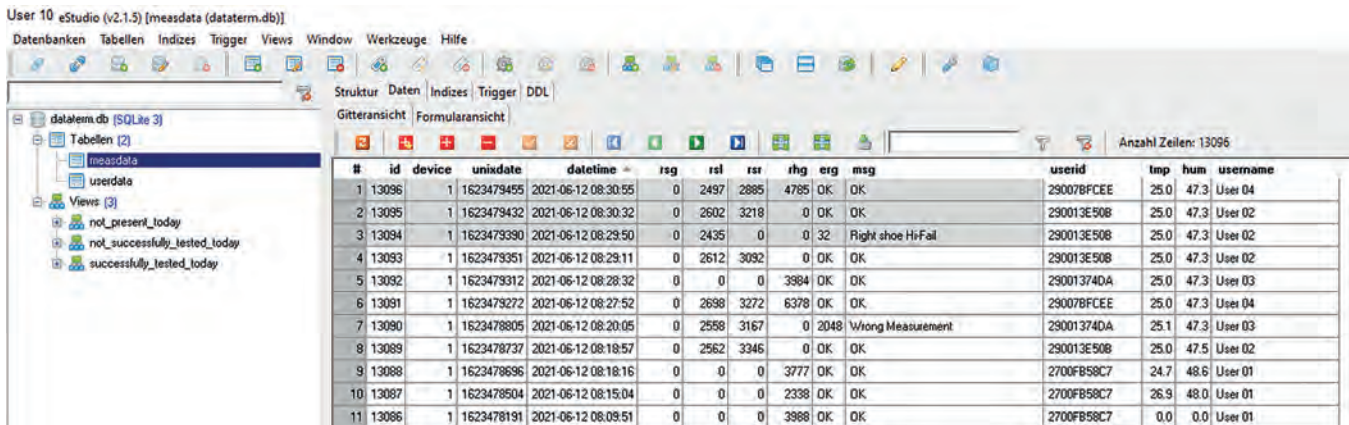 User 10 eStudio (v2.1.5) [measdata (dataterm.db)]
Datenbanken Tabellen Indizes Trigger Views Window Werkzeuge Hilfe
Struktur Daten Indizes Trigger DDL
Gitteransicht Formularansicht
dataterm.db (SQLite 3)
Tabellen (2)
measdata
userdata
Views (3)
not_present_today
not_successfully_tested_today
successfully_tested_today
Anzahl Zeilen: 13096
# id device unixdate datetime rsg rsl rsr rhg erg msg userid tmp hum username
1 13096 1 1623479455 2021-06-12 08:30:55 0 2497 2885 4785 OK OK 29007BFCEE 25.0 47.3 User 04
2 13095 1 1623479432 2021-06-12 08:30:32 0 2602 3218 0 OK OK 290013E50B 25.0 47.3 User 02
3 13094 1 1623479390 2021-06-12 08:29:50 0 2435 0 0 32 Right shoe Hi-Fail 290013E50B 25.0 47.3 User 02
4 13093 1 1623479351 2021-06-12 08:29:11 0 2612 3092 0 OK OK 290013E50B 25.0 47.3 User 02
5 13092 1 1623479312 2021-06-12 08:28:32 0 0 0 3984 OK OK 29001374DA 25.0 47.3 User 03
6 13091 1 1623479272 2021-06-12 08:27:52 0 2698 3272 6378 OK OK 29007BFCEE 25.0 47.3 User 04
7 13090 1 1623478805 2021-06-12 08:20:05 0 2558 3167 0 2048 Wrong Measurement 29001374DA 25.1 47.3 User 03
8 13089 1 1623478737 2021-06-12 08:18:57 0 2562 3346 0 OK OK 290013E50B 25.0 47.5 User 02
9 13088 1 1623478696 2021-06-12 08:18:16 0 0 0 3777 OK OK 2700FB58C7 24.7 48.6 User 01
10 13087 1 1623478504 2021-06-12 08:15:04 0 0 0 2338 OK OK 2700FB58C7 26.9 48.0 User 01
11 13086 1 1623478191 2021-06-12 08:09:51 0 0 0 3988 OK OK 2700FB58C7 0.0 0.0 User 01